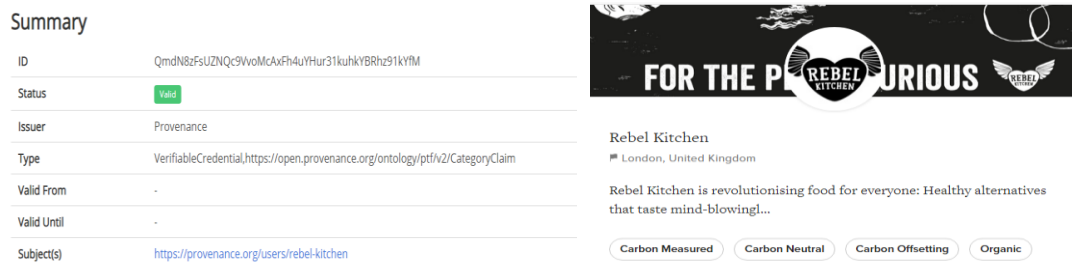 Summary
ID QmdN8zFsUZNQc9VvoMcAxFh4uYHur31kuhkYBRhz91kYfM
Status Valid
Issuer Provenance
Type VerifiableCredential,https://open.provenance.org/ontology/ptf/v2/CategoryClaim
Valid From -
Valid Until -
Subject(s) https://provenance.org/users/rebel-kitchen
FOR THE P URIOUS
REBEL
KITCHEN
REBEL
KITCHEN
Rebel Kitchen
London, United Kingdom
Rebel Kitchen is revolutionising food for everyone: Healthy alternatives
that taste mind-blowingl...
Carbon Measured Carbon Neutral Carbon Offsetting Organic